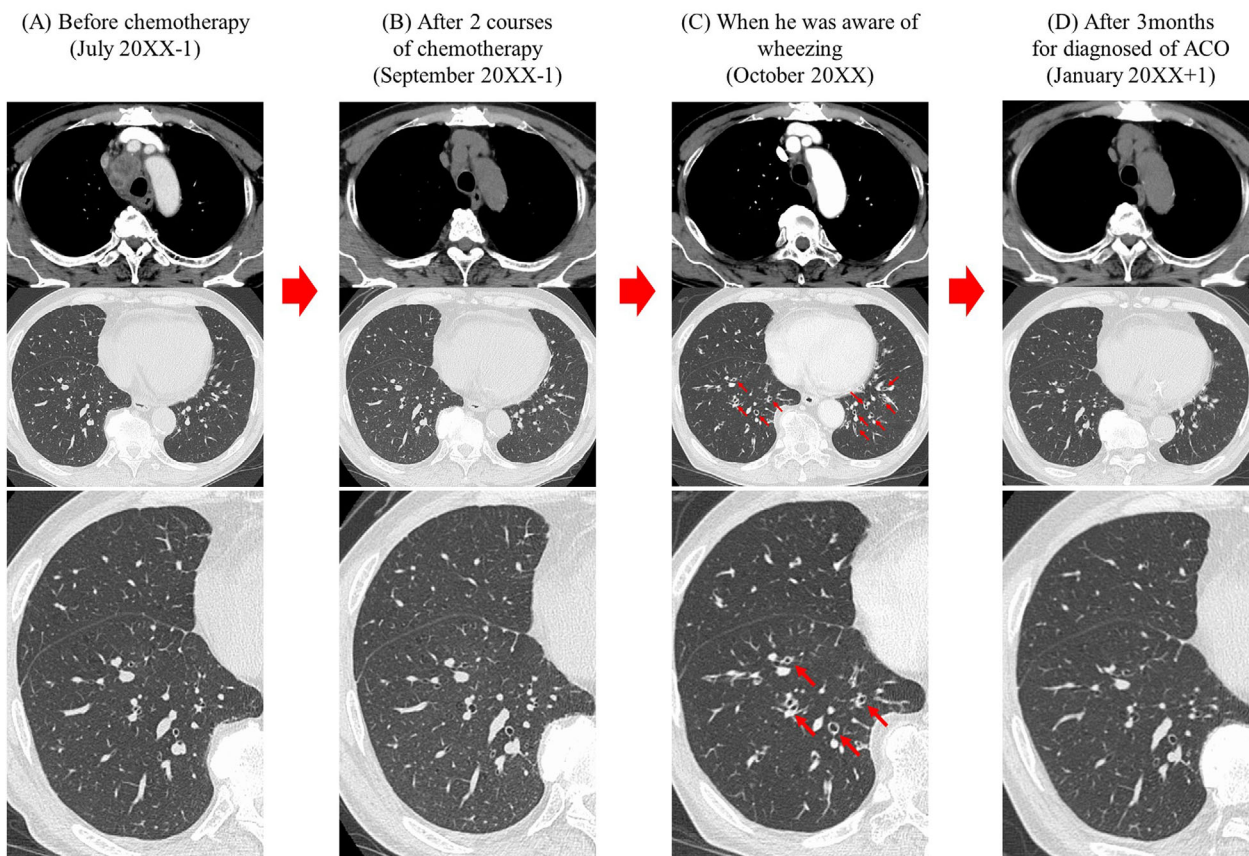 (A) Before chemotherapy
(July 20XX-1)
(B) After 2 courses
of chemotherapy
(September 20XX-1)
(C) When he was aware of
wheezing
(October 20XX)
(D) After 3months
for diagnosed of ACO
(January 20XX+1)